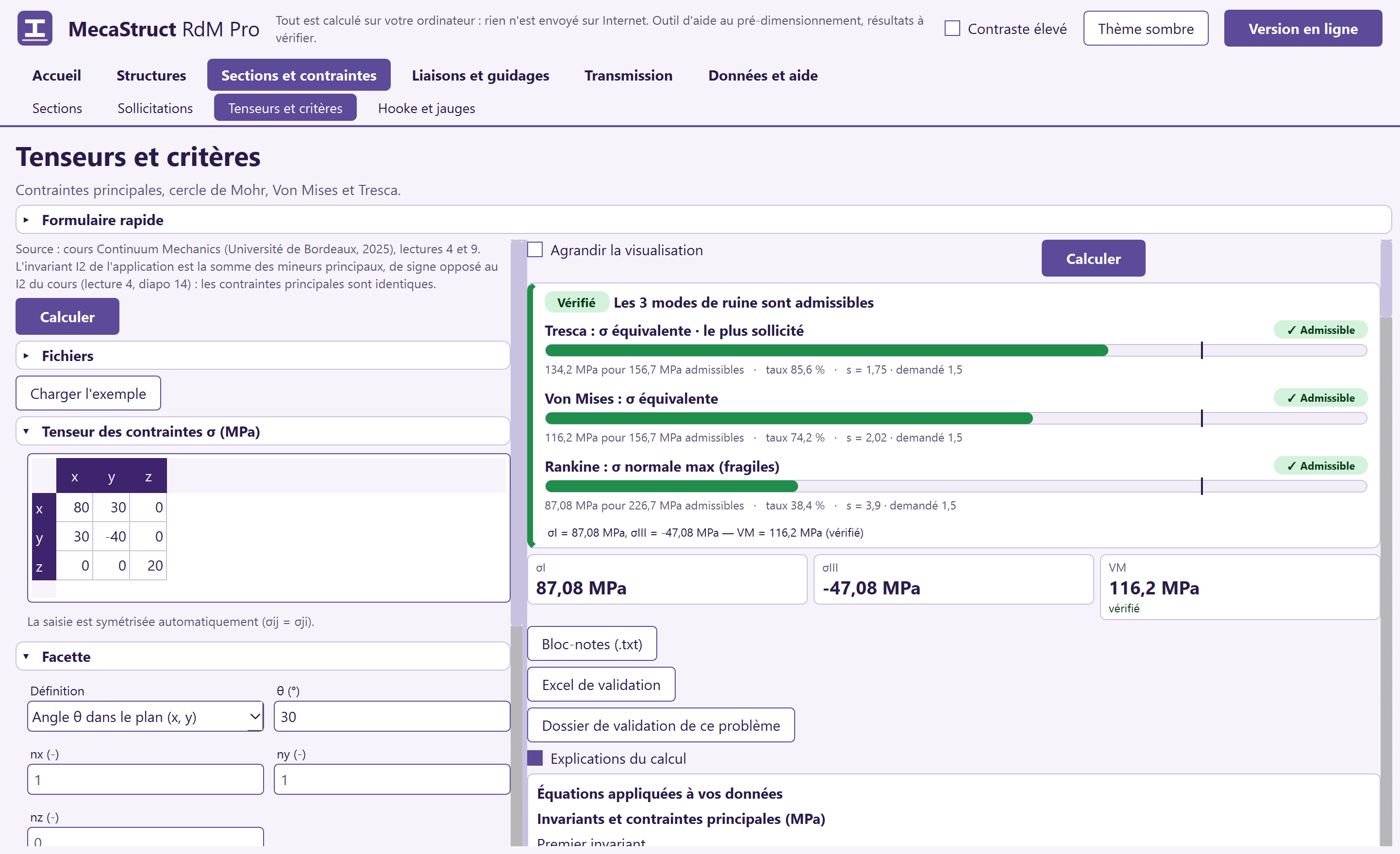 MecaStruct RdM Pro
Tout est calculé sur votre ordinateur : rien n'est envoyé sur Internet. Outil d'aide au pré-dimensionnement, résultats à
vérifier.
Contraste élevé
Thème sombre
Version en ligne
Accueil Structures Sections et contraintes Liaisons et guidages Transmission Données et aide
Sections Sollicitations Tenseurs et critères Hooke et jauges
Tenseurs et critères
Contraintes principales, cercle de Mohr, Von Mises et Tresca.
Formulaire rapide
Source : cours Continuum Mechanics (Université de Bordeaux, 2025), lectures 4 et 9.
L'invariant I2 de l'application est la somme des mineurs principaux, de signe opposé au
I2 du cours (lecture 4, diapo 14) : les contraintes principales sont identiques.
Calculer
Fichiers
Charger l'exemple
Tenseur des contraintes σ (MPa)
x y z
x 80 30 0
y 30 -40 0
z 0 0 20
La saisie est symétrisée automatiquement (σij = σji).
Facette
Définition θ (°)
Angle θ dans le plan (x, y) 30
nx (-) ny (-)
1 1
nz (-)
0
Agrandir la visualisation
Calculer
Vérifié Les 3 modes de ruine sont admissibles
Tresca : σ équivalente · le plus sollicité ✓ Admissible
134,2 MPa pour 156,7 MPa admissibles · taux 85,6 % · s = 1,75 · demandé 1,5
Von Mises : σ équivalente ✓ Admissible
116,2 MPa pour 156,7 MPa admissibles · taux 74,2 % · s = 2,02 · demandé 1,5
Rankine : σ normale max (fragiles) ✓ Admissible
87,08 MPa pour 226,7 MPa admissibles · taux 38,4 % · s = 3,9 · demandé 1,5
σI = 87,08 MPa, σIII = -47,08 MPa — VM = 116,2 MPa (vérifié)
σI
87,08 MPa
σIII
-47,08 MPa
VM
116,2 MPa
vérifié
Bloc-notes (.txt)
Excel de validation
Dossier de validation de ce problème
Explications du calcul
Équations appliquées à vos données
Invariants et contraintes principales (MPa)
Premier invariant